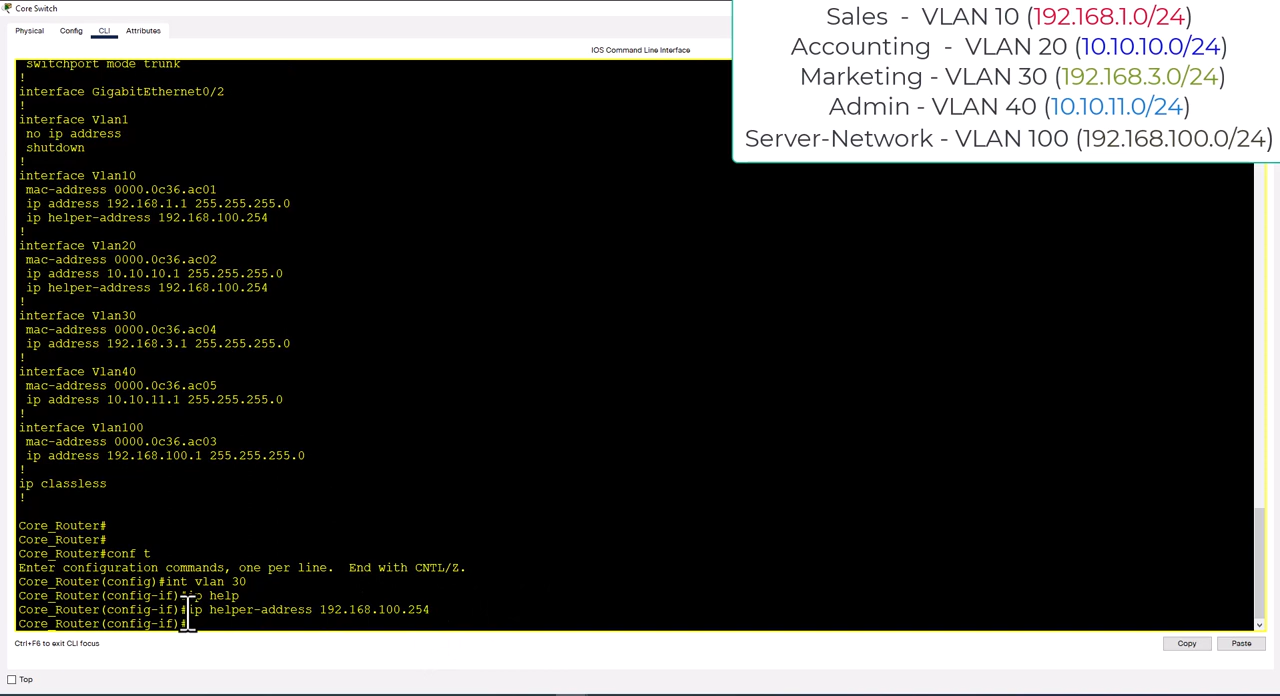 Core Switch
Physical Config CLI Attributes
IOS Command Line Interface
Sales - VLAN 10 (192.168.1.0/24)
Accounting - VLAN 20 (10.10.10.0/24)
Marketing - VLAN 30 (192.168.3.0/24)
Admin - VLAN 40 (10.10.11.0/24)
Server-Network - VLAN 100 (192.168.100.0/24)
switchport mode trunk
!
interface GigabitEthernet0/2
!
interface Vlan1
no ip address
shutdown
!
interface Vlan10
mac-address 0000.0c36.ac01
ip address 192.168.1.1 255.255.255.0
ip helper-address 192.168.100.254
!
interface Vlan20
mac-address 0000.0c36.ac02
ip address 10.10.10.1 255.255.255.0
ip helper-address 192.168.100.254
!
interface Vlan30
mac-address 0000.0c36.ac04
ip address 192.168.3.1 255.255.255.0
!
interface Vlan40
mac-address 0000.0c36.ac05
ip address 10.10.11.1 255.255.255.0
!
interface Vlan100
mac-address 0000.0c36.ac03
ip address 192.168.100.1 255.255.255.0
!
ip classless
!
Core_Router#
Core_Router#
Core_Router#conf t
Enter configuration commands, one per line. End with CNTL/Z.
Core_Router(config)#int vlan 30
Core_Router(config-if)#ip help
Core_Router(config-if)#ip helper-address 192.168.100.254
Core_Router(config-if)#
Ctrl+F6 to exit CLI focus
Copy Paste
Top